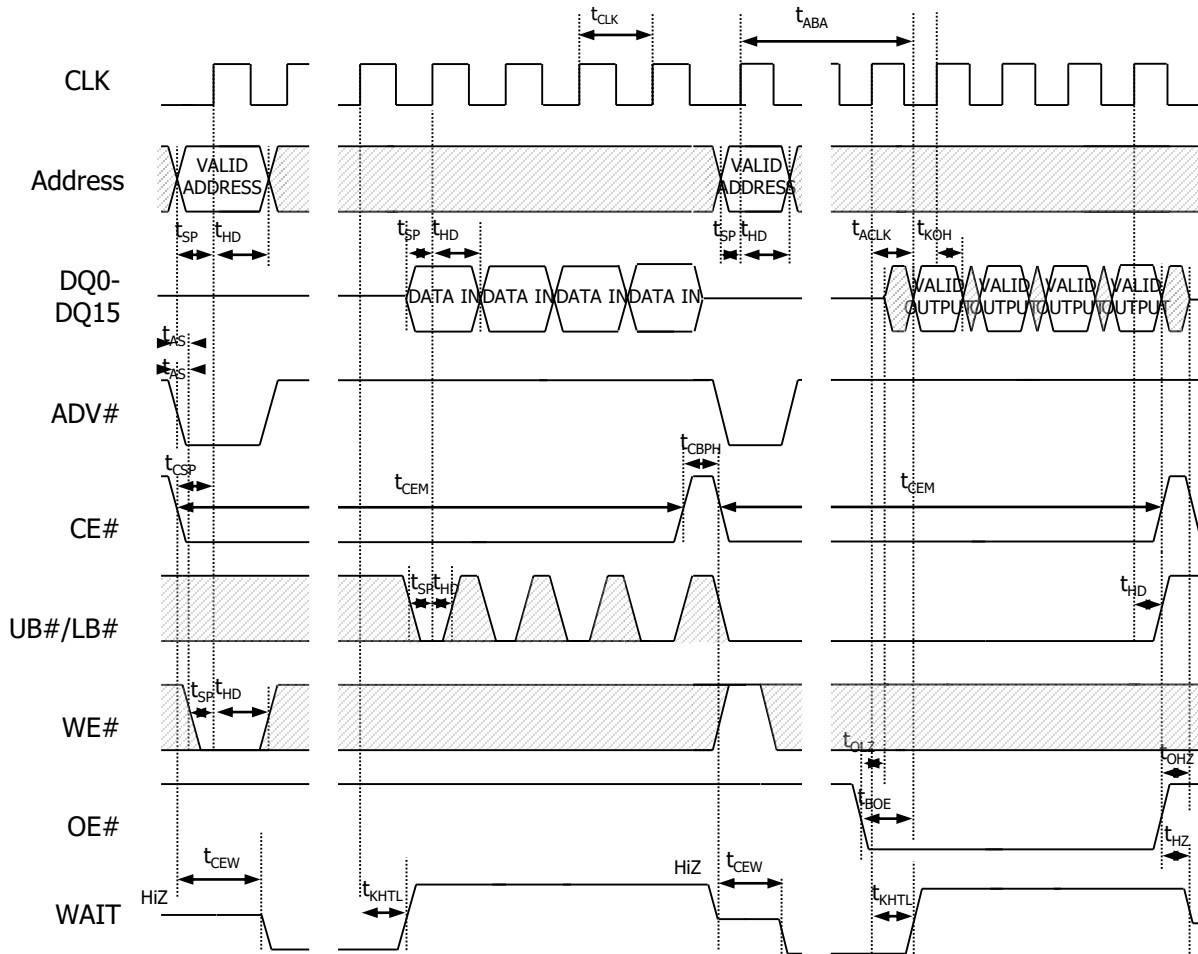 tCLK
tABA
CLK
VALID
ADDRESS
VALID
ADDRESS
Address
tSP
tHD
tSP
tHD
tSP
tHD
tACLK
tKOH
DQ0-
DQ15
DATA IN
DATA IN
DATA IN
DATA IN
VALID
OUTPUT
VALID
OUTPUT
VALID
OUTPUT
VALID
OUTPUT
tAS
tAS
ADV#
tCBPH
tCSP
tCEM
tCEM
CE#
tSP
tHD
tHD
UB#/LB#
tSP
tHD
WE#
tOLZ
tOHZ
tBOE
OE#
tHZ
tCEW
HiZ
tCEW
HiZ
tKHTL
tKHTL
WAIT